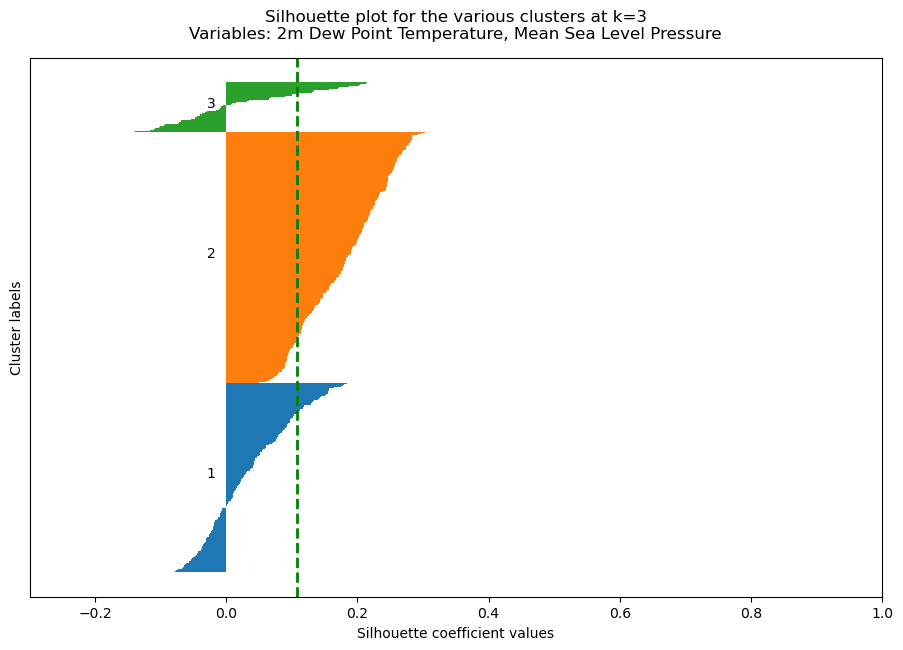 Silhouette plot for the various clusters at k=3
Variables: 2m Dew Point Temperature, Mean Sea Level Pressure
3
2
1
Cluster labels
−0.2 0.0 0.2 0.4 0.6 0.8 1.0
Silhouette coefficient values